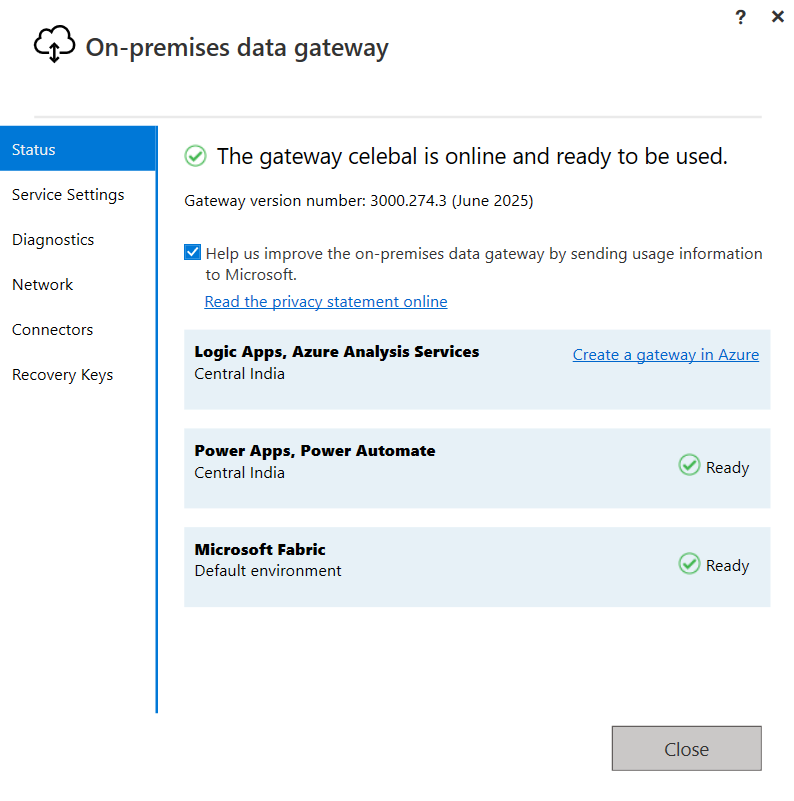 ?
On-premises data gateway
Status
Service Settings
Diagnostics
Network
Connectors
Recovery Keys
The gateway celebal is online and ready to be used.
Gateway version number: 3000.274.3 (June 2025)
Help us improve the on-premises data gateway by sending usage information
to Microsoft.
Read the privacy statement online
Logic Apps, Azure Analysis Services
Central India
Create a gateway in Azure
Power Apps, Power Automate
Central India
Ready
Microsoft Fabric
Default environment
Ready
Close